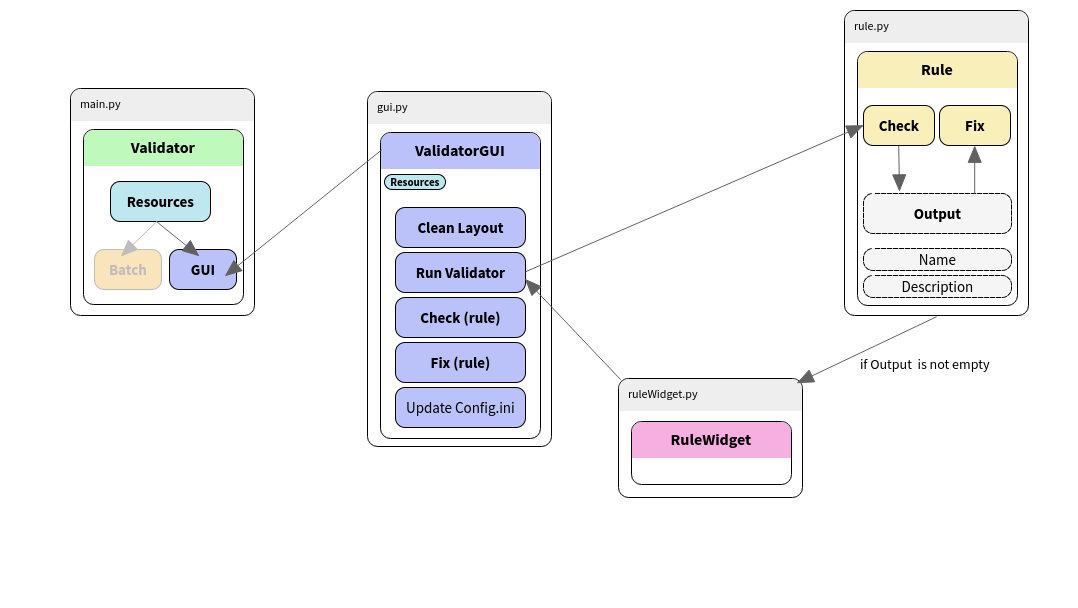 main.py
Validator
Resources
Batch
GUI
gui.py
ValidatorGUI
Resources
Clean Layout
Run Validator
Check (rule)
Fix (rule)
Update Config.ini
rule.py
Rule
Check
Fix
Output
Name
Description
if Output  is not empty
ruleWidget.py
RuleWidget